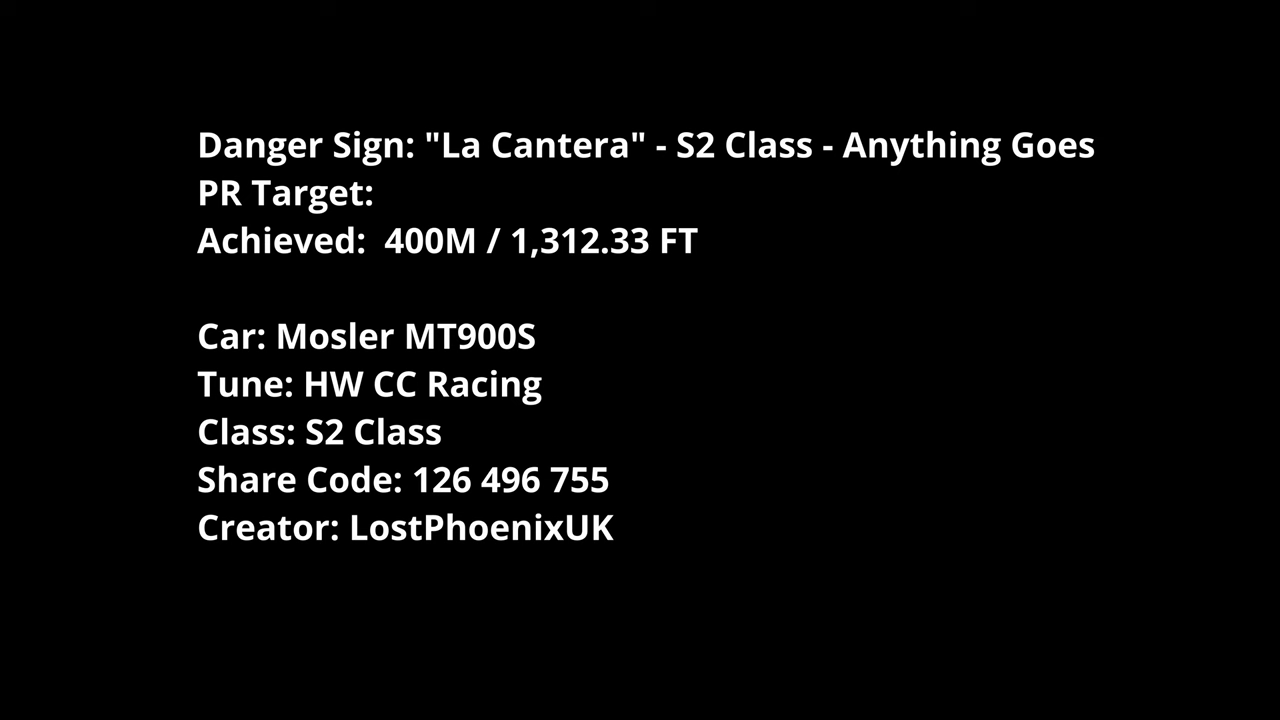 Danger Sign: "La Cantera" - S2 Class - Anything Goes
PR Target:
Achieved:  400M / 1,312.33 FT
Car: Mosler MT900S
Tune: HW CC Racing
Class: S2 Class
Share Code: 126 496 755
Creator: LostPhoenixUK